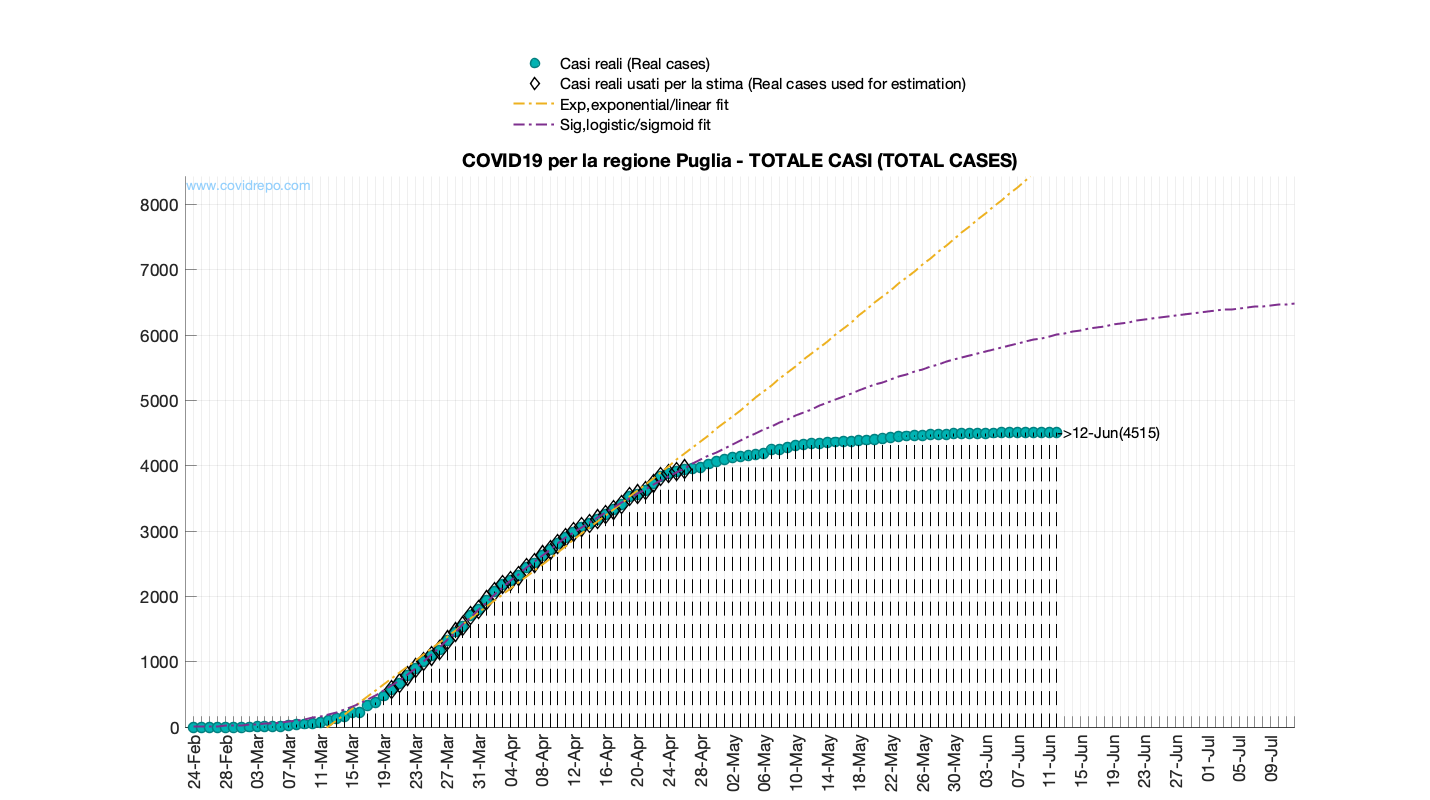 Casi reali (Real cases)
Casi reali usati per la stima (Real cases used for estimation)
Exp,exponential/linear fit
Sig,logistic/sigmoid fit
COVID19 per la regione Puglia - TOTALE CASI (TOTAL CASES)
www.covidrepo.com
8000
7000
6000
5000
4000
3000
2000
1000
0
->12-Jun(4515)
24-Feb
28-Feb
03-Mar
07-Mar
11-Mar
15-Mar
19-Mar
23-Mar
27-Mar
31-Mar
04-Apr
08-Apr
12-Apr
16-Apr
20-Apr
24-Apr
28-Apr
02-May
06-May
10-May
14-May
18-May
22-May
26-May
30-May
03-Jun
07-Jun
11-Jun
15-Jun
19-Jun
23-Jun
27-Jun
01-Jul
05-Jul
09-Jul